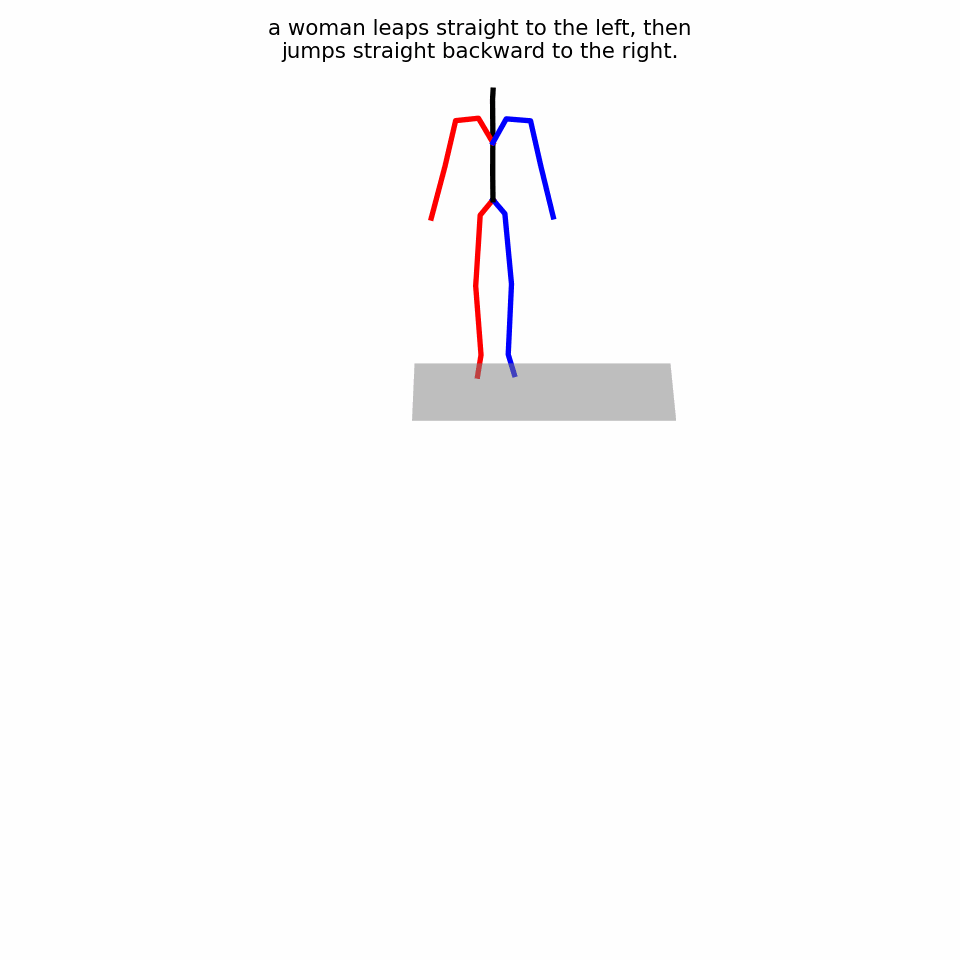 a woman leaps straight to the left, then
jumps straight backward to the right.